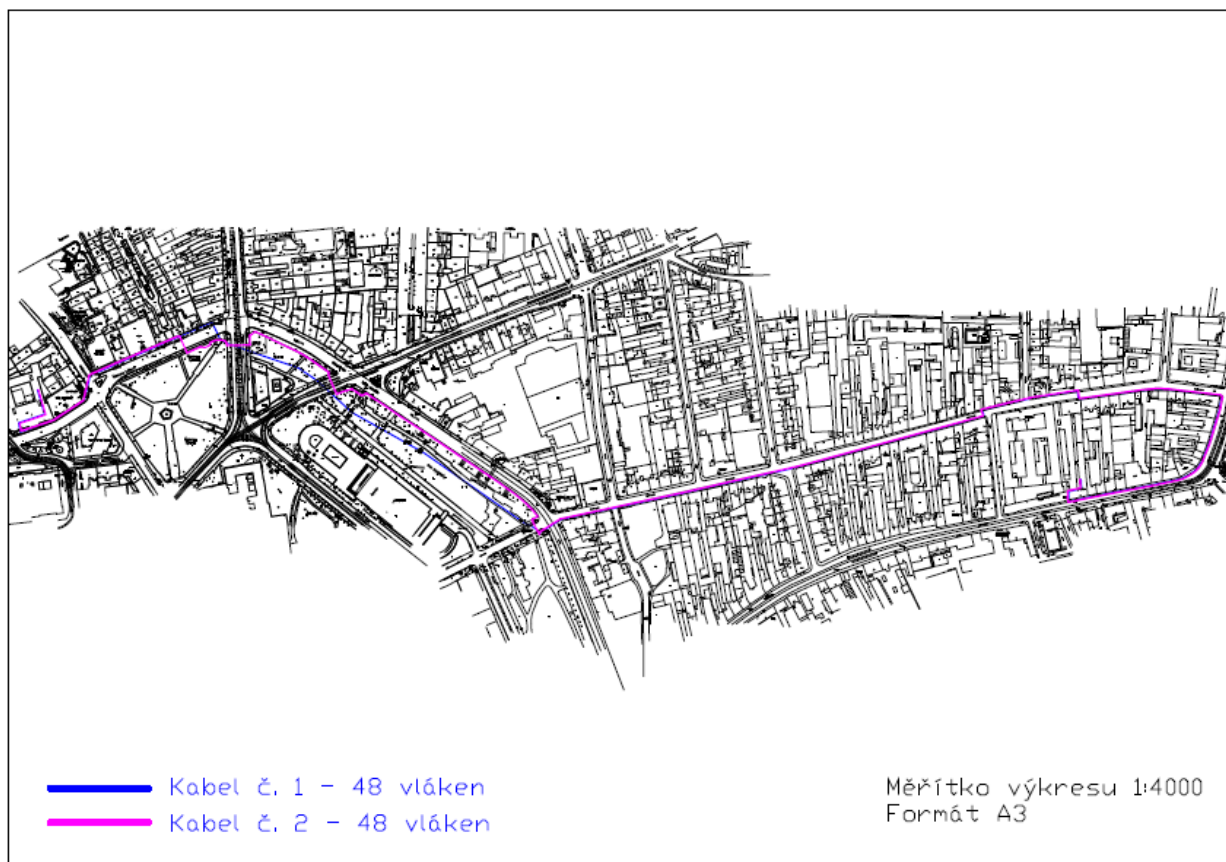 Kabel č. 1 - 48 vláken
Kabel č. 2 - 48 vláken
Měřítko výkresu 1:4000
Formát A3